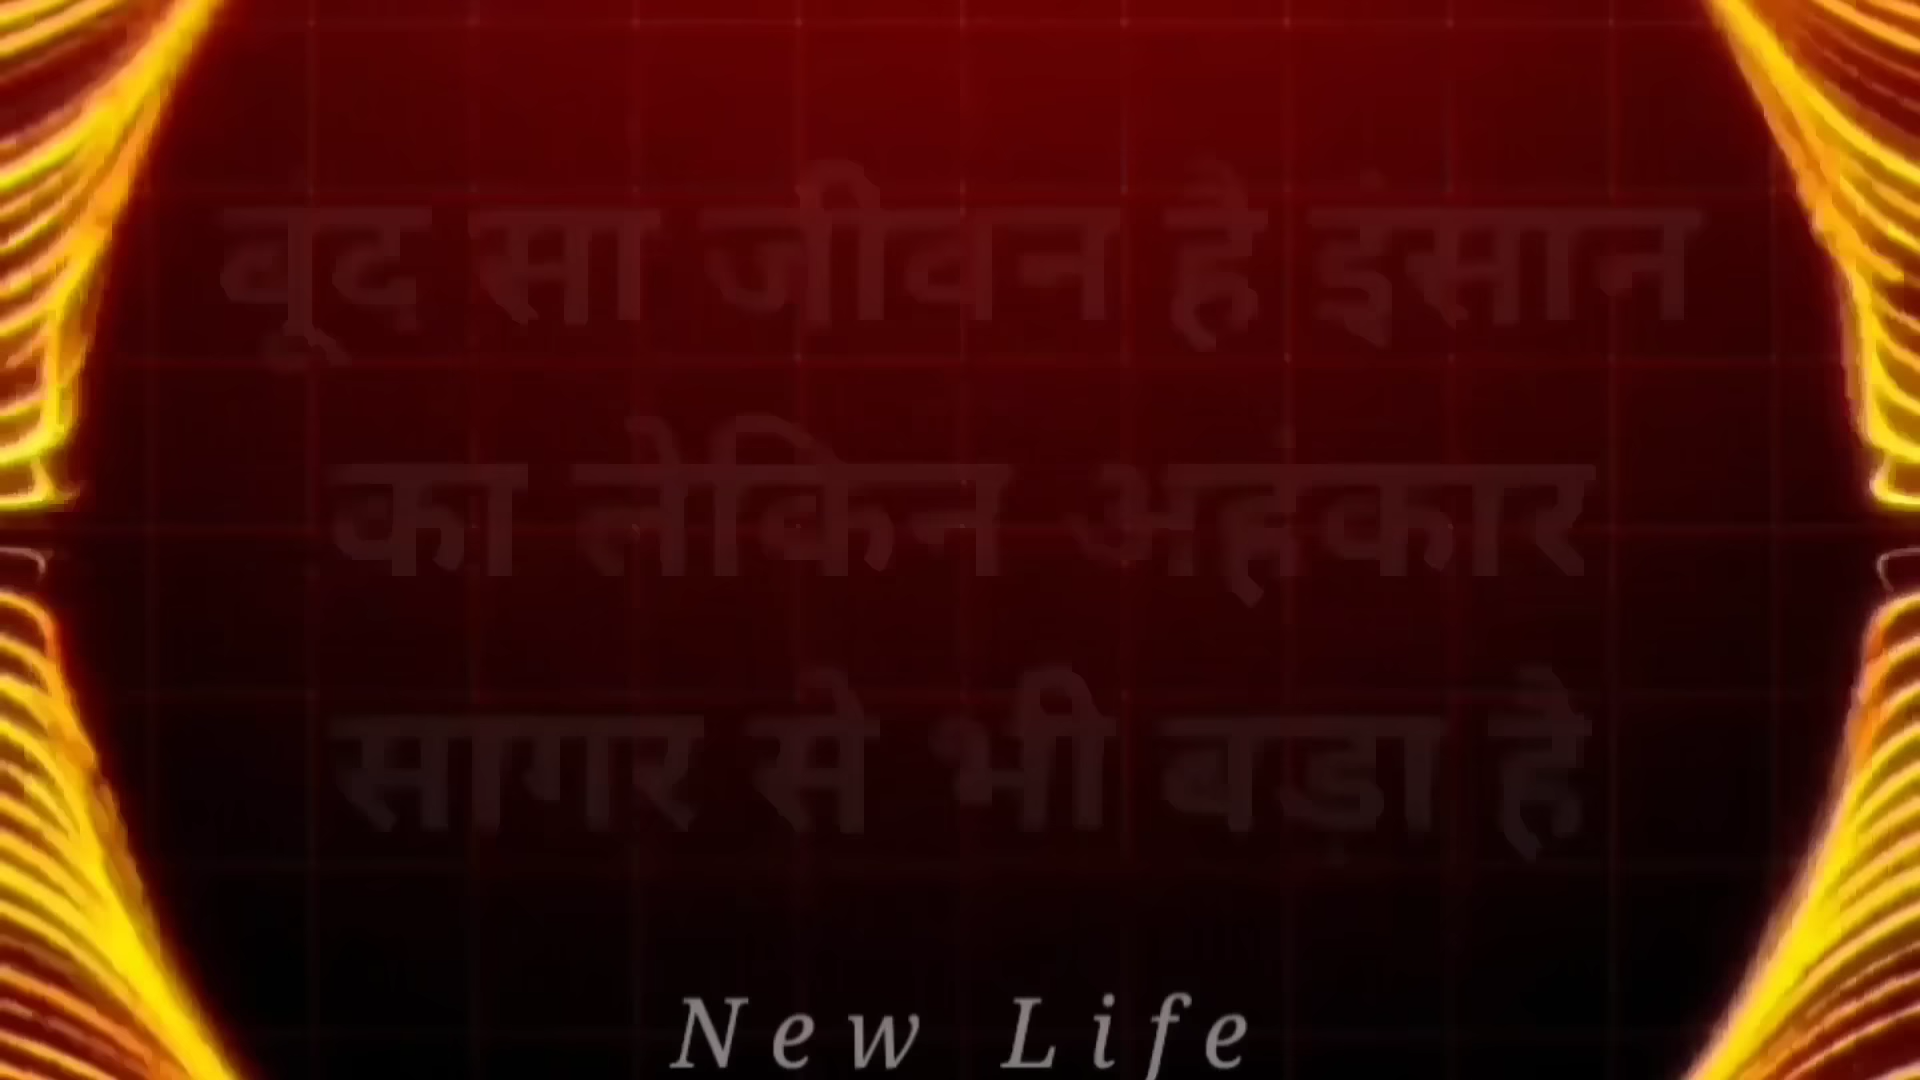 बूंद सा जीवन है इंसान
का लेकिन अहंकार
सागर से भी बड़ा है
New Life